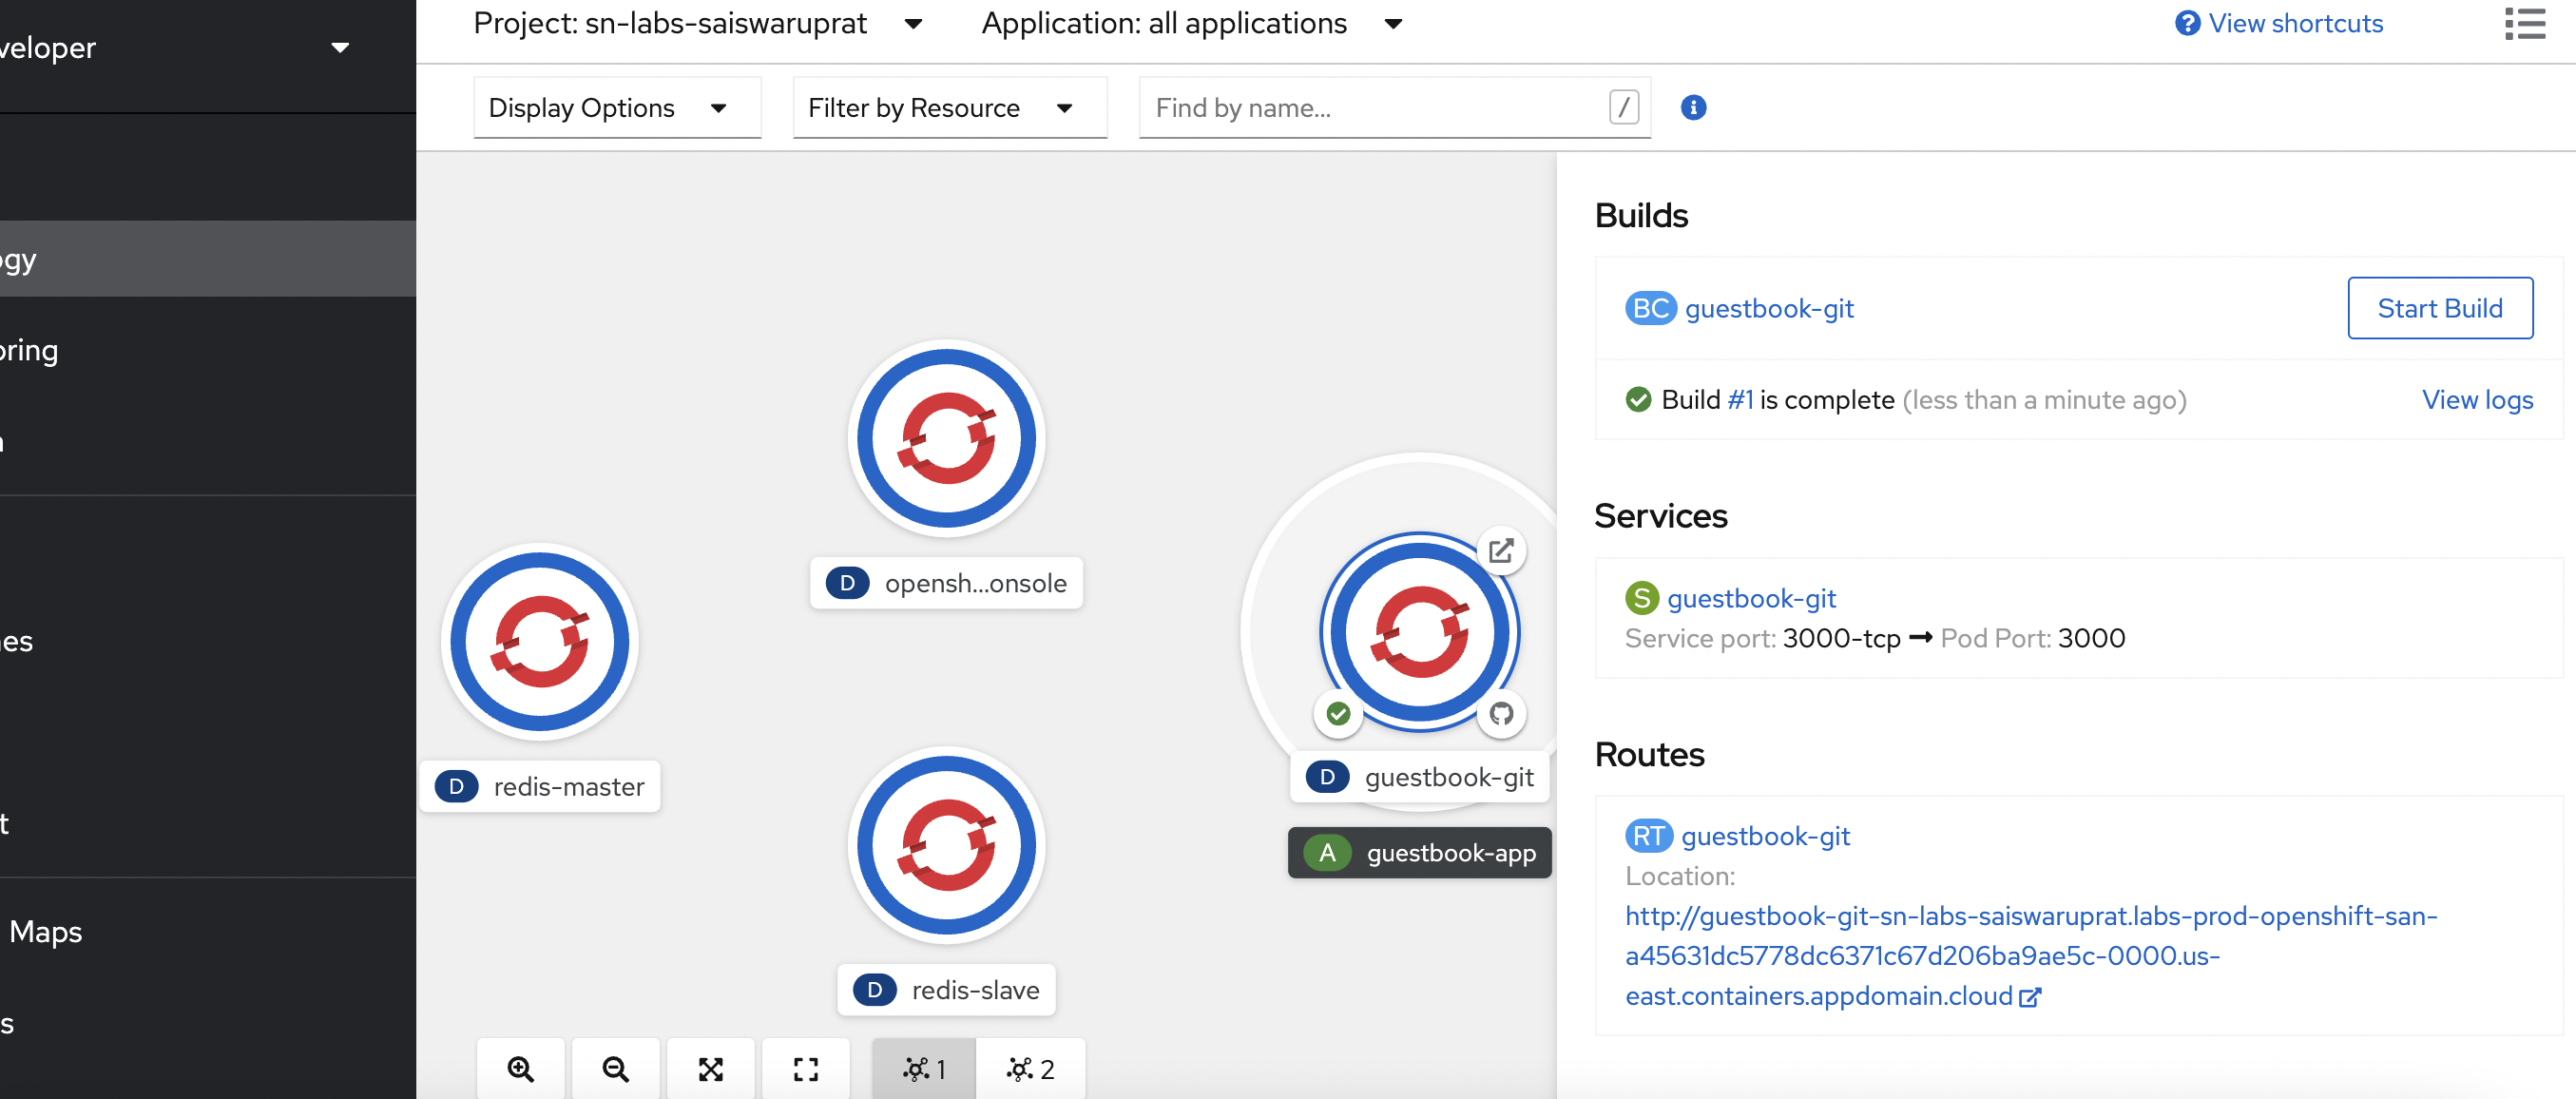 veloper
Project: sn-labs-saiswaruprat
Application: all applications
View shortcuts
Display Options
Filter by Resource
Find by name...
/
ogy
oring
es
t
Maps
s
opensh...onsole
D
redis-master
D
redis-slave
D
guestbook-git
D
guestbook-app
A
1
2
Builds
BC guestbook-git
Start Build
Build #1 is complete (less than a minute ago)
View logs
Services
S guestbook-git
Service port: 3000-tcp → Pod Port: 3000
Routes
RT guestbook-git
Location:
http://guestbook-git-sn-labs-saiswaruprat.labs-prod-openshift-san-
a45631dc5778dc6371c67d206ba9ae5c-0000.us-
east.containers.appdomain.cloud